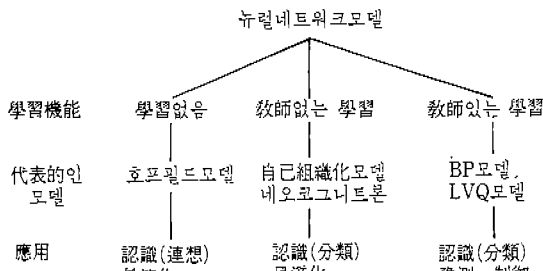 뉴럴네트워크모델
學習機能 學習없음 敎師없는 學習 敎師있는 學習
代表的인 호프필드모델 自己組織化모델 BP모델,
모델 네오코그니트론 LVQ모델
應用 認識(連想) 認識(分類) 認識(分類)